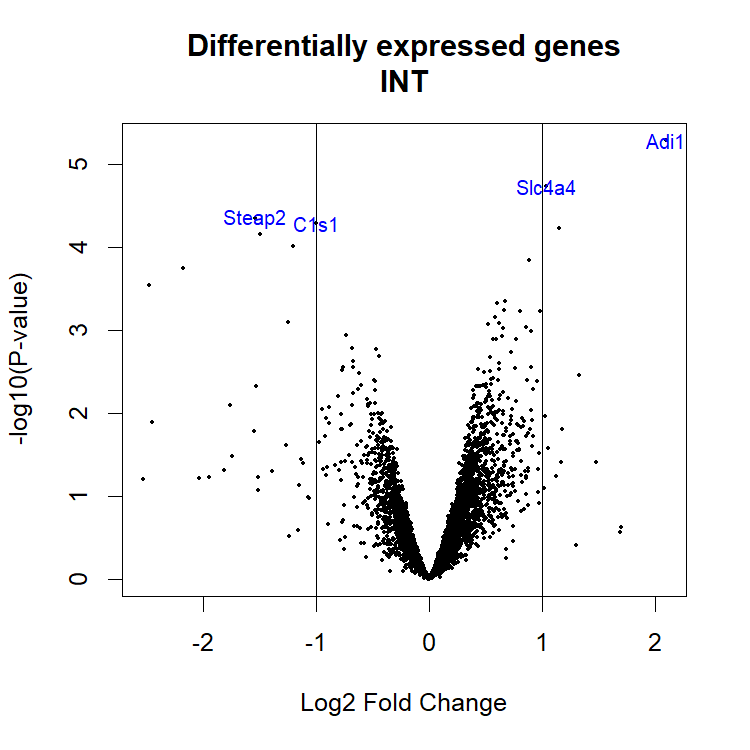 Differentially expressed genes
INT
Adi1
Slc4a4
Steap2
C1s1
-log10(P-value)
5
4
3
2
1
0
-2 -1 0 1 2
Log2 Fold Change